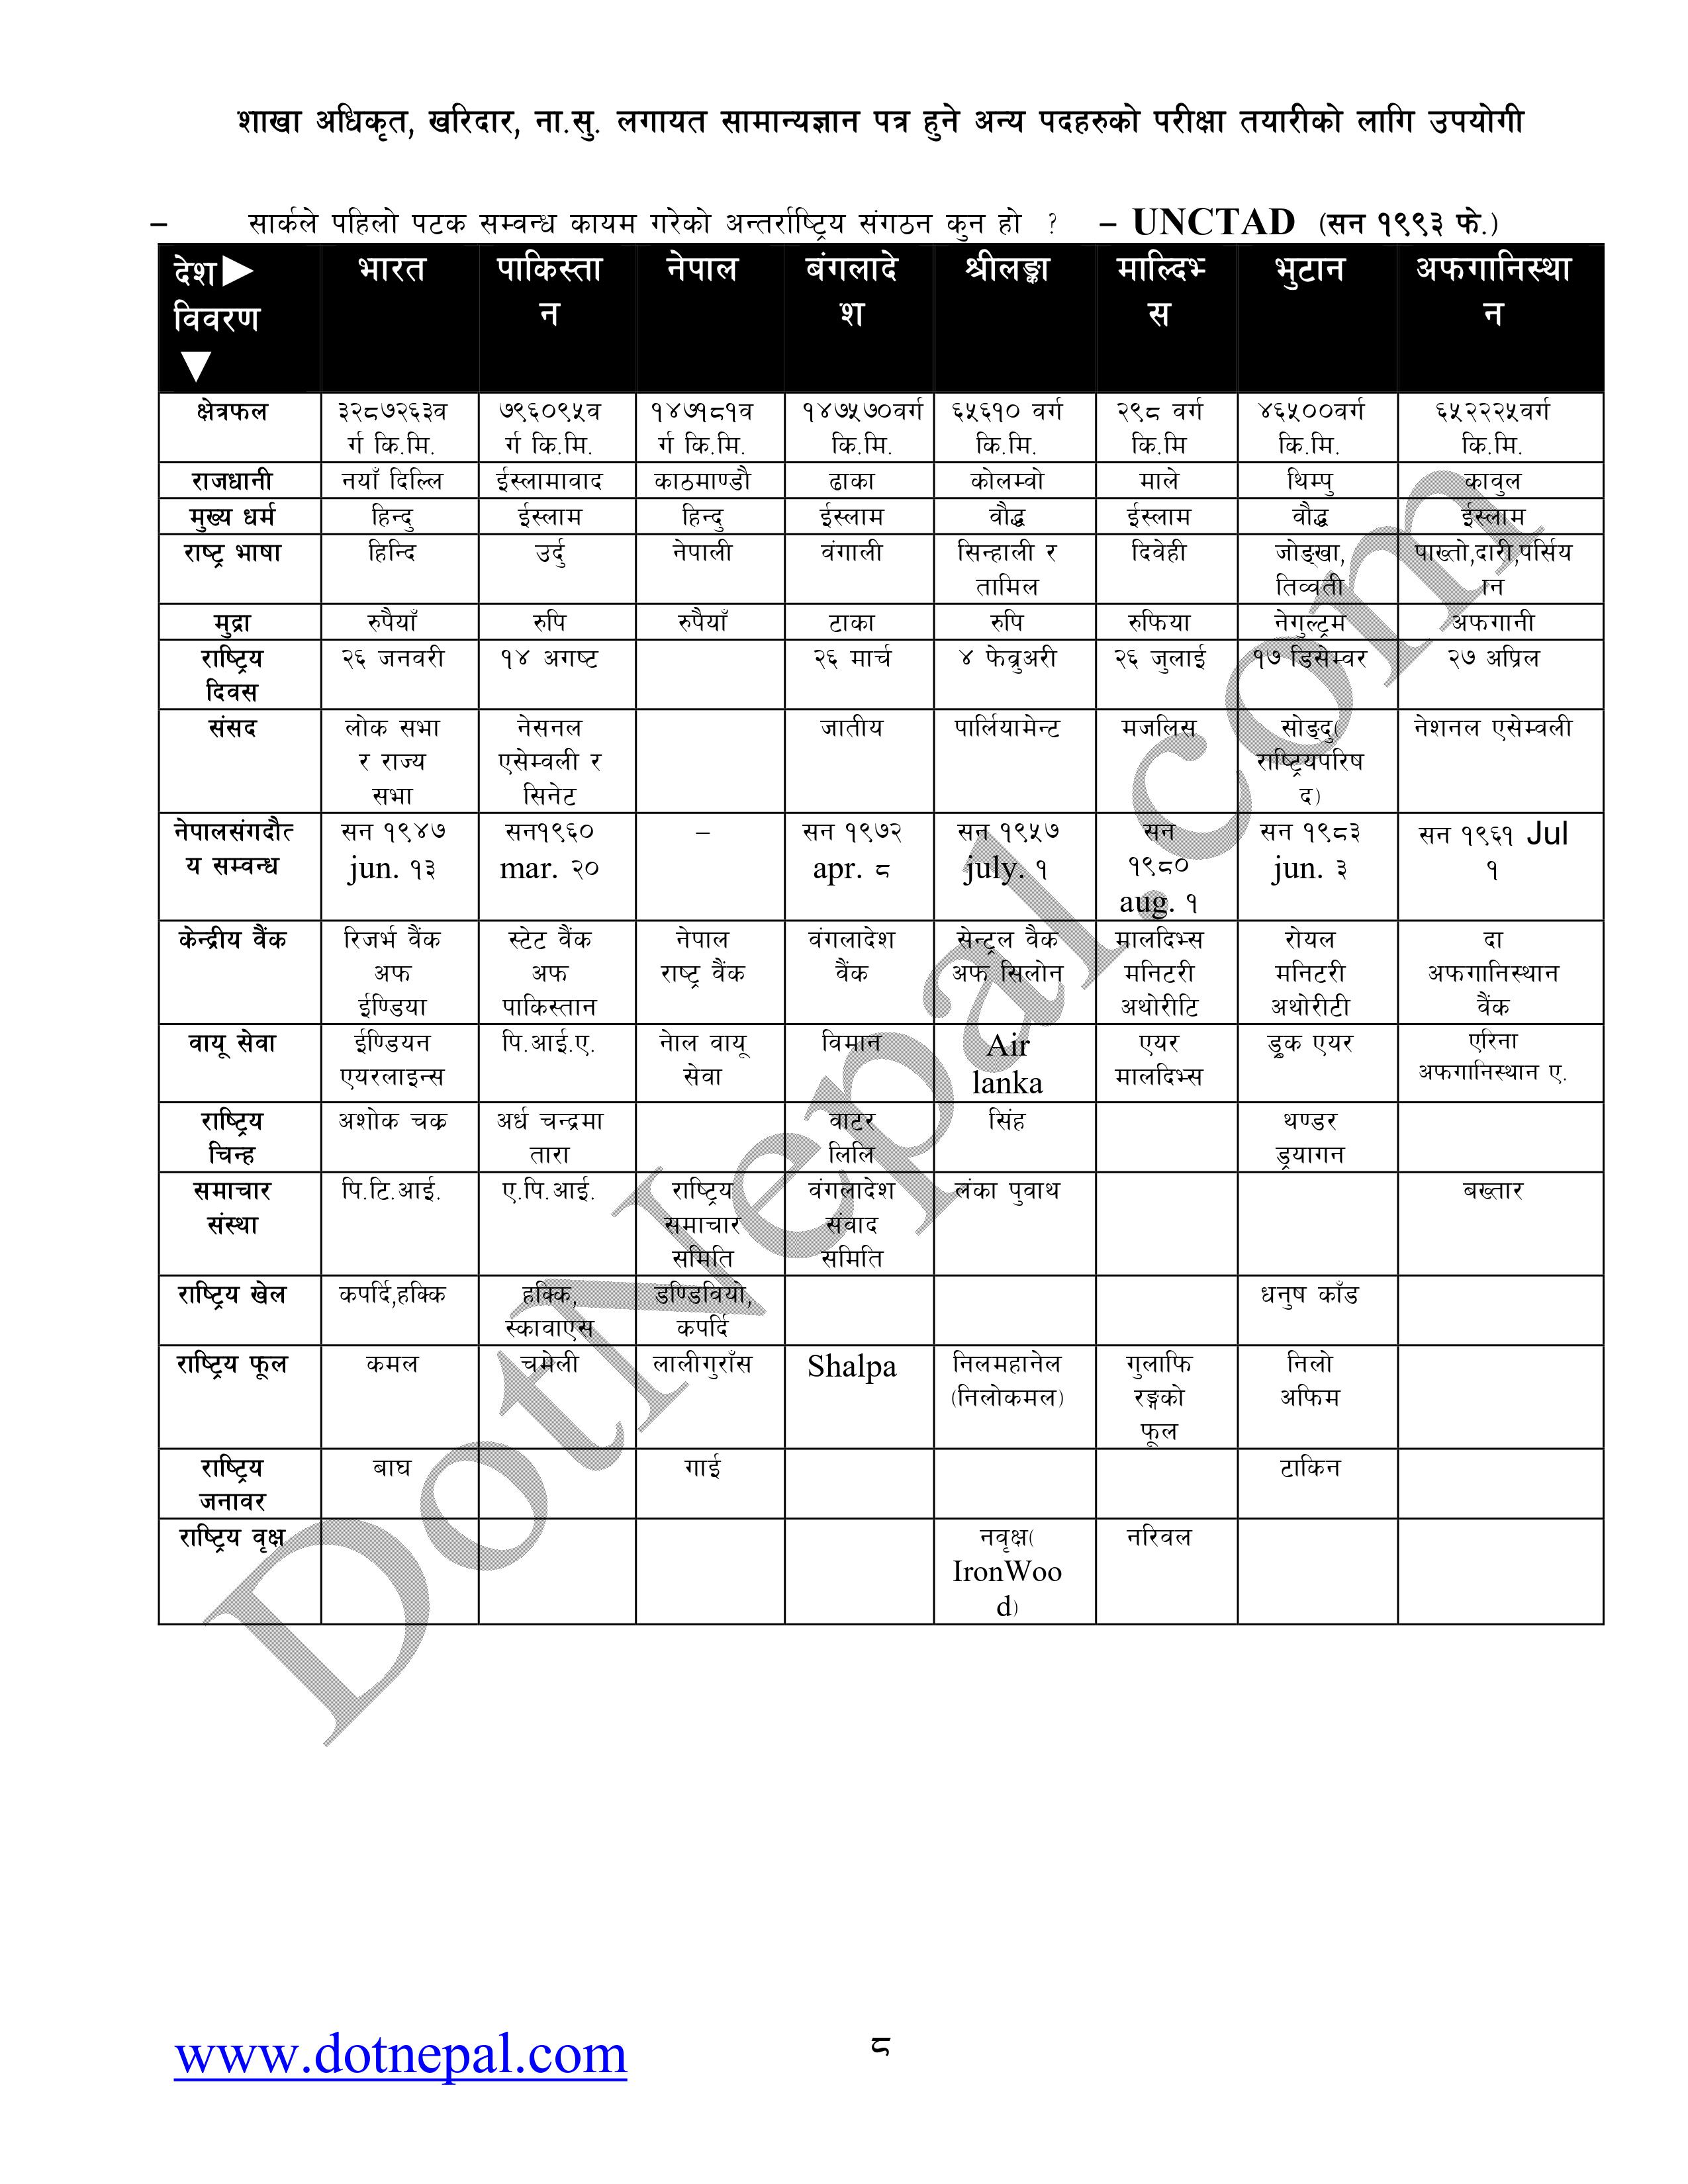 शाखा अधिकृत, खरिदार, ना.सु. लगायत सामान्यज्ञान पत्र हुने अन्य पदहरुको परीक्षा तयारीको लागि उपयोगी
– सार्कले पहिलो पटक सम्वन्ध कायम गरेको अन्तर्राष्ट्रिय संगठन कुन हो ? – UNCTAD (सन १९९३ फे.)
देश► भारत पाकिस्ता नेपाल बंगलादे श्रीलङ्का माल्दिभ भुटान अफगानिस्था
विवरण न श स न
▼
क्षेत्रफल ३२८७२६३व ७९६०९५व १४७१८१व १४७५७०वर्ग ६५६१० वर्ग २९८ वर्ग ४६५००वर्ग ६५२२२५वर्ग
र्ग कि.मि. र्ग कि.मि. र्ग कि.मि. कि.मि. कि.मि. कि.मि कि.मि. कि.मि.
राजधानी नयाँ दिल्लि ईस्लामावाद काठमाण्डौ ढाका कोलम्वो माले थिम्पु कावुल
मुख्य धर्म हिन्दु ईस्लाम हिन्दु ईस्लाम वौद्ध ईस्लाम वौद्ध ईस्लाम
राष्ट्र भाषा हिन्दि उर्दु नेपाली वंगाली सिन्हाली र दिवेही जोङ्खा, पाख्तो,दारी,पर्सिय
तामिल तिव्वती ान
मुद्रा रुपैयाँ रुपि रुपैयाँ टाका रुपि रुफिया नेगुल्ट्रम अफगानी
राष्ट्रिय २६ जनवरी १४ अगष्ट २६ मार्च ४ फेव्रुअरी २६ जुलाई १७ डिसेम्वर २७ अप्रिल
दिवस
संसद लोक सभा नेसनल जातीय पार्लियामेन्ट मजलिस सोङ्दु( नेशनल एसेम्वली
र राज्य एसेम्वली र राष्ट्रियपरिष
सभा सिनेट द)
नेपालसंगदौत सन १९४७ सन१९६० – सन १९७२ सन १९५७ सन सन १९८३ सन १९६१ Jul
य सम्वन्ध jun. १३ mar. २० apr. ८ july. १ १९८० jun. ३ १
aug. १
केन्द्रीय वैंक रिजर्भ वैंक स्टेट वैंक नेपाल वंगलादेश सेन्ट्रल वैक मालदिभ्स रोयल दा
अफ अफ राष्ट्र वैंक वैंक अफ सिलोन मनिटरी मनिटरी अफगानिस्थान
ईण्डिया पाकिस्तान अथोरीटि अथोरीटी वैंक
वायू सेवा ईण्डियन पि.आई.ए. नेाल वायू विमान Air एयर ड्रुक एयर एरिना
एयरलाइन्स सेवा lanka मालदिभ्स अफगानिस्थान ए.
राष्ट्रिय अशोक चक्र अर्ध चन्द्रमा वाटर सिंह थण्डर
चिन्ह तारा लिलि ड्रयागन
समाचार पि.टि.आई. ए.पि.आई. राष्ट्रिय वंगलादेश लंका पुवाथ बख्तार
संस्था समाचार संवाद
समिति समिति
राष्ट्रिय खेल कपर्दि,हक्कि हक्कि, डण्डिवियो, धनुष काँड
स्कावाएस कपर्दि
राष्ट्रिय फूल कमल चमेली लालीगुराँस Shalpa निलमहानेल गुलाफि निलो
(निलोकमल) रङ्गको अफिम
फूल
राष्ट्रिय बाघ गाई टाकिन
जनावर
राष्ट्रिय वृक्ष नवृक्ष( नरिवल
IronWoo
d)
DotNepal.com
www.dotnepal.com ८